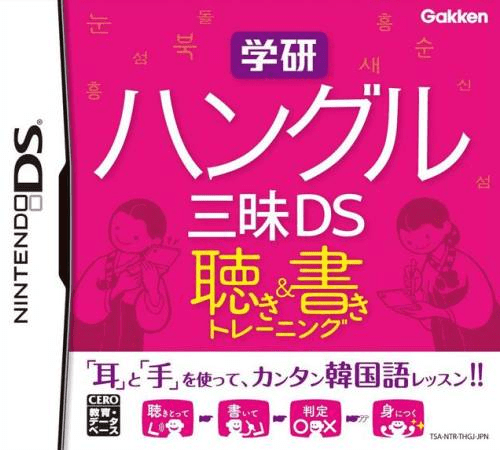 Gakken
눈
돌
북
섬
흥
흥
순
새
신
섬
学研
ハングル
三昧DS
聴き&書き
トレーニング
NINTENDO DS
「耳」と「手」を使って、カンタン韓国語レッスン!!
CERO
教育・データベース
聴きとって
書いて
判定
身につく
TSA-NTR-THGJ-JPN